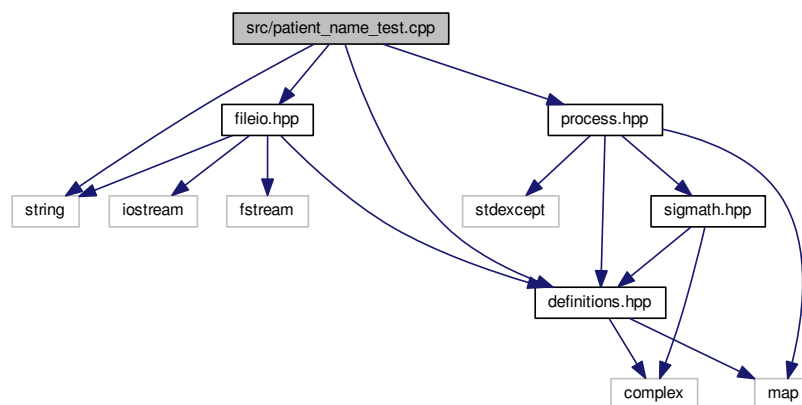 src/patient_name_test.cpp
fileio.hpp
process.hpp
string
iostream
fstream
stdexcept
sigmath.hpp
definitions.hpp
complex
map